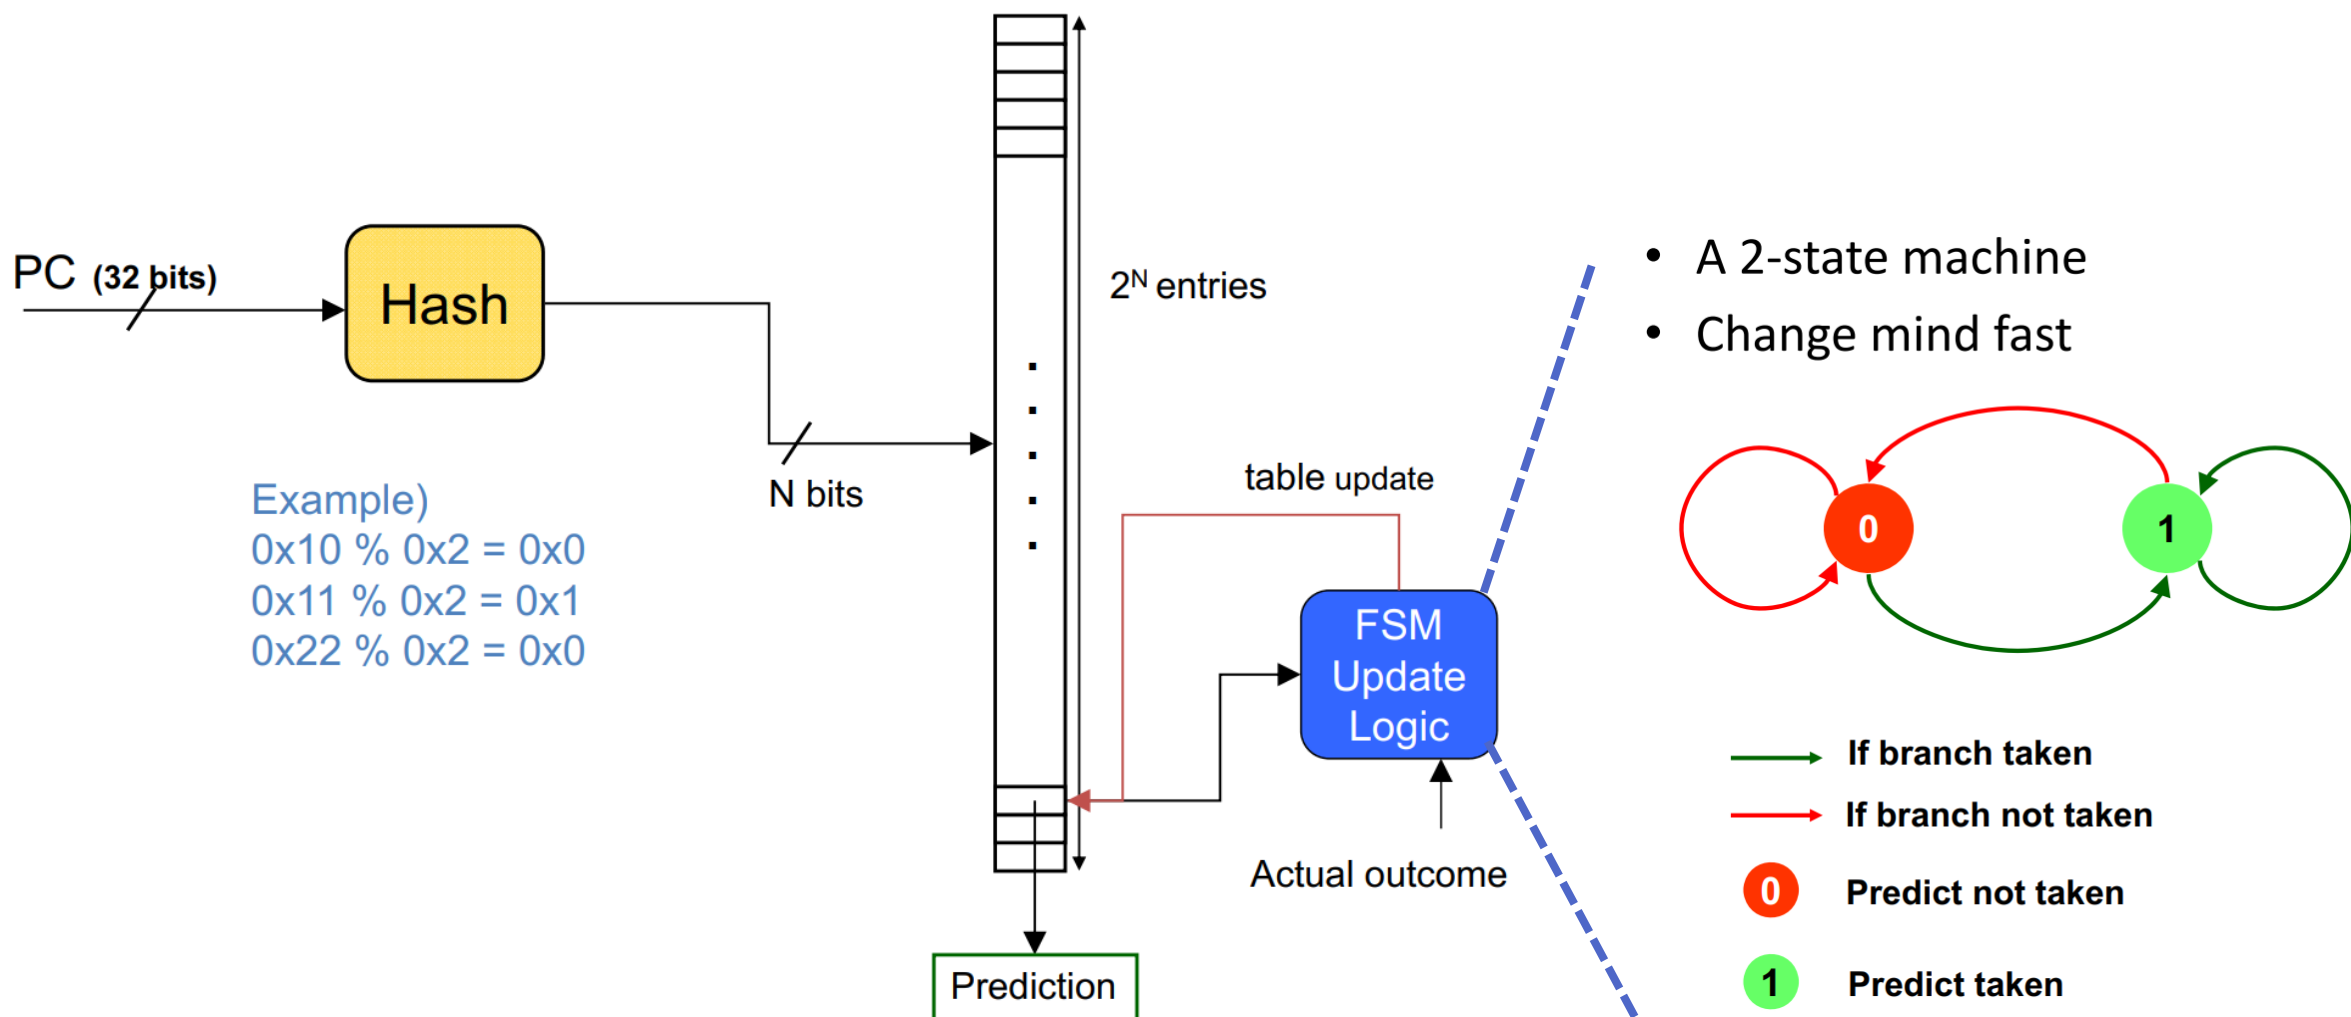 PC (32 bits)
Hash
Example)
0x10 % 0x2 = 0x0
0x11 % 0x2 = 0x1
0x22 % 0x2 = 0x0
N bits
2ᴺ entries
table update
FSM
Update
Logic
Actual outcome
Prediction
• A 2-state machine
• Change mind fast
0
1
If branch taken
If branch not taken
0 Predict not taken
1 Predict taken